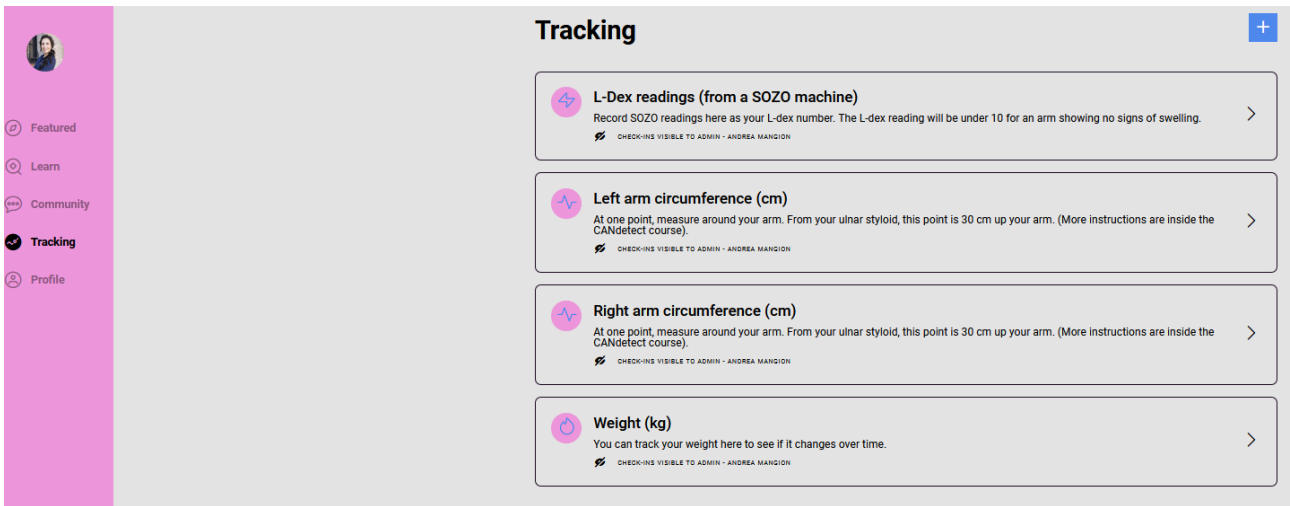 Tracking
+
Featured
Learn
Community
Tracking
Profile
L-Dex readings (from a SOZO machine)
Record SOZO readings here as your L-dex number. The L-dex reading will be under 10 for an arm showing no signs of swelling.
CHECK-INS VISIBLE TO ADMIN - ANDREA MANGION
Left arm circumference (cm)
At one point, measure around your arm. From your ulnar styloid, this point is 30 cm up your arm. (More instructions are inside the
CANdetect course).
CHECK-INS VISIBLE TO ADMIN - ANDREA MANGION
Right arm circumference (cm)
At one point, measure around your arm. From your ulnar styloid, this point is 30 cm up your arm. (More instructions are inside the
CANdetect course).
CHECK-INS VISIBLE TO ADMIN - ANDREA MANGION
Weight (kg)
You can track your weight here to see if it changes over time.
CHECK-INS VISIBLE TO ADMIN - ANDREA MANGION